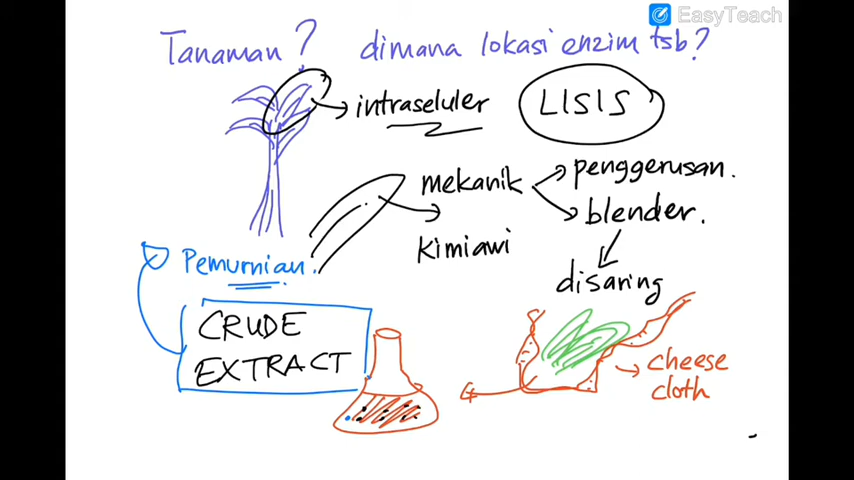 EasyTeach
Tanaman? dimana lokasi enzim tsb?
intraseluler
LISIS
mekanik
penggerusan.
blender.
kimiawi
disaring
Pemurnian.
CRUDE
EXTRACT
cheese
cloth